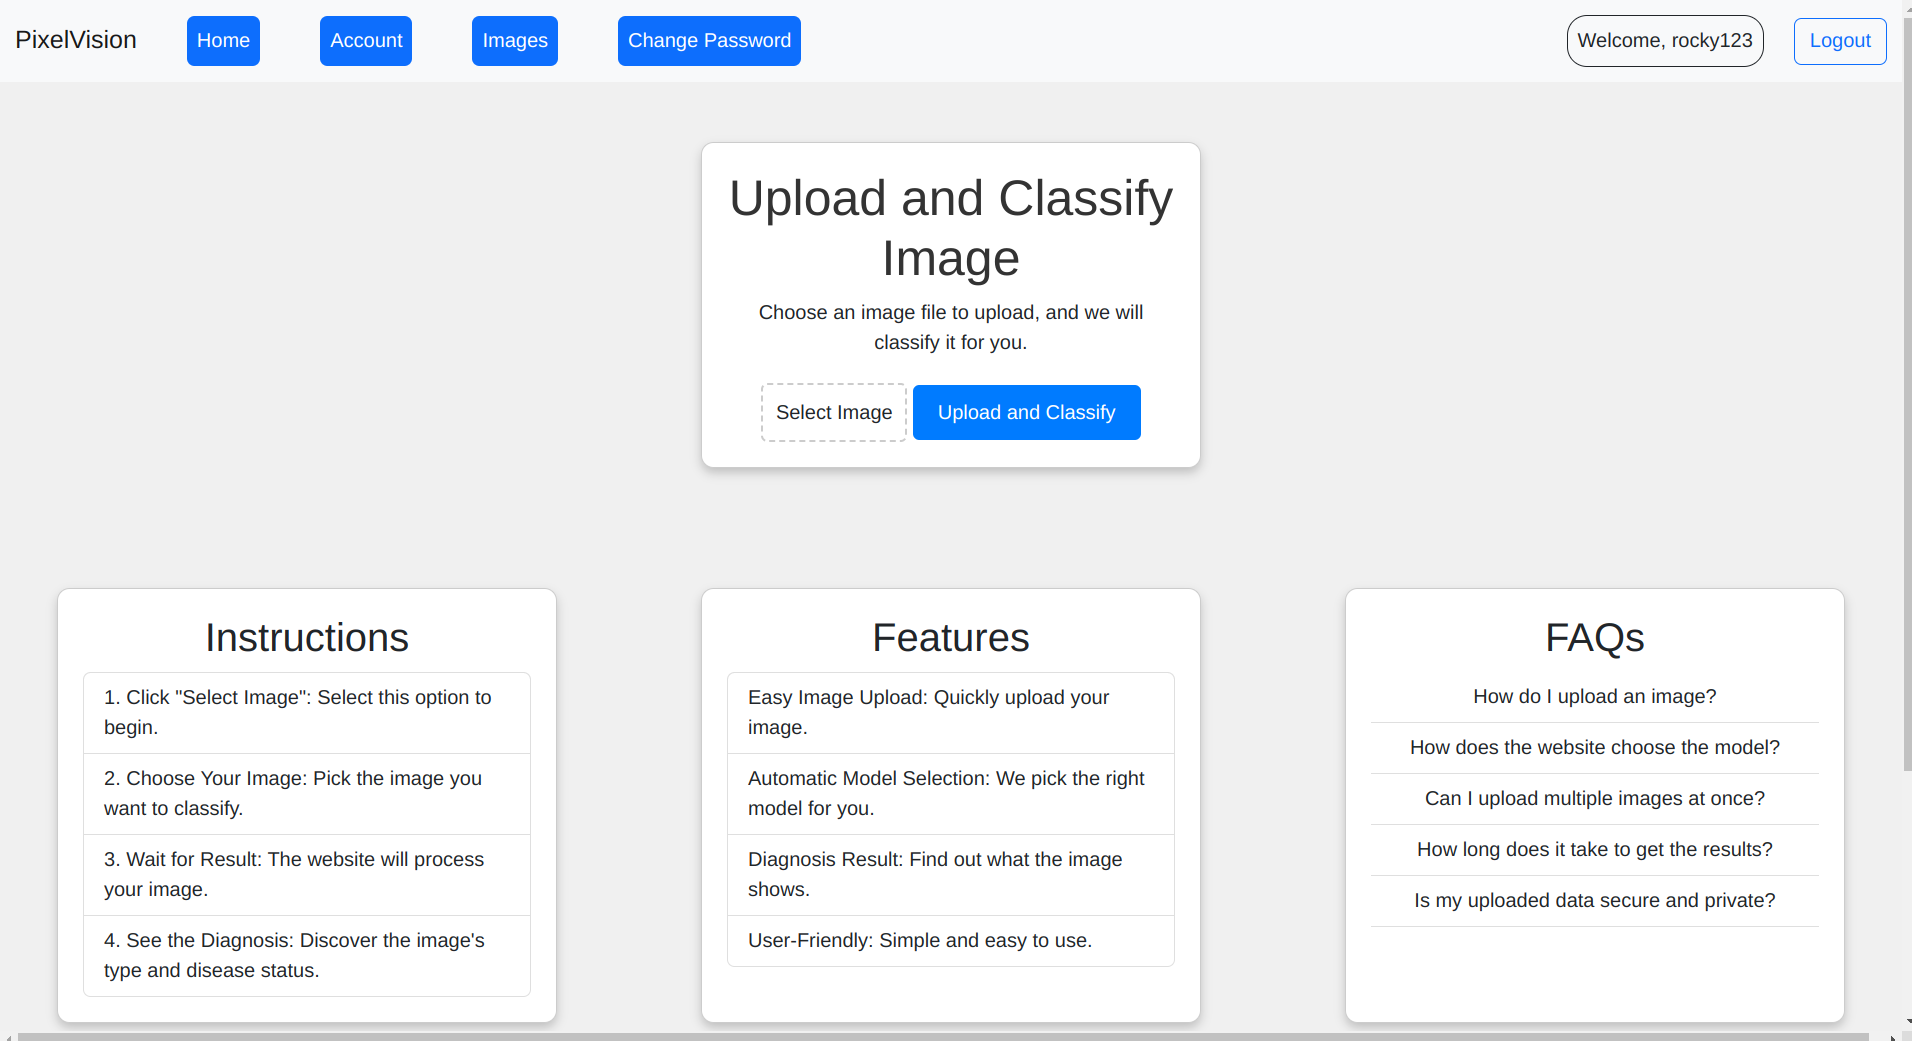 PixelVision
Home
Account
Images
Change Password
Welcome, rocky123
Logout
Upload and Classify
Image
Choose an image file to upload, and we will
classify it for you.
Select Image
Upload and Classify
Instructions
1. Click "Select Image": Select this option to
begin.
2. Choose Your Image: Pick the image you
want to classify.
3. Wait for Result: The website will process
your image.
4. See the Diagnosis: Discover the image's
type and disease status.
Features
Easy Image Upload: Quickly upload your
image.
Automatic Model Selection: We pick the right
model for you.
Diagnosis Result: Find out what the image
shows.
User-Friendly: Simple and easy to use.
FAQs
How do I upload an image?
How does the website choose the model?
Can I upload multiple images at once?
How long does it take to get the results?
Is my uploaded data secure and private?